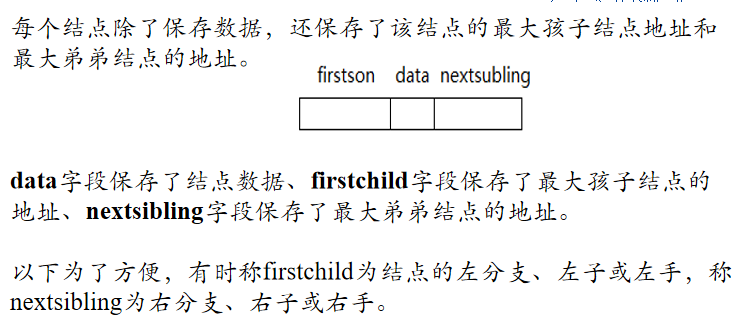 每个结点除了保存数据，还保存了该结点的最大孩子结点地址和
最大弟弟结点的地址。
firstson data nextsubling
data字段保存了结点数据、firstchild字段保存了最大孩子结点的
地址、nextsibling字段保存了最大弟弟结点的地址。
以下为了方便，有时称firstchild为结点的左分支、左子或左手，称
nextsibling为右分支、右子或右手。